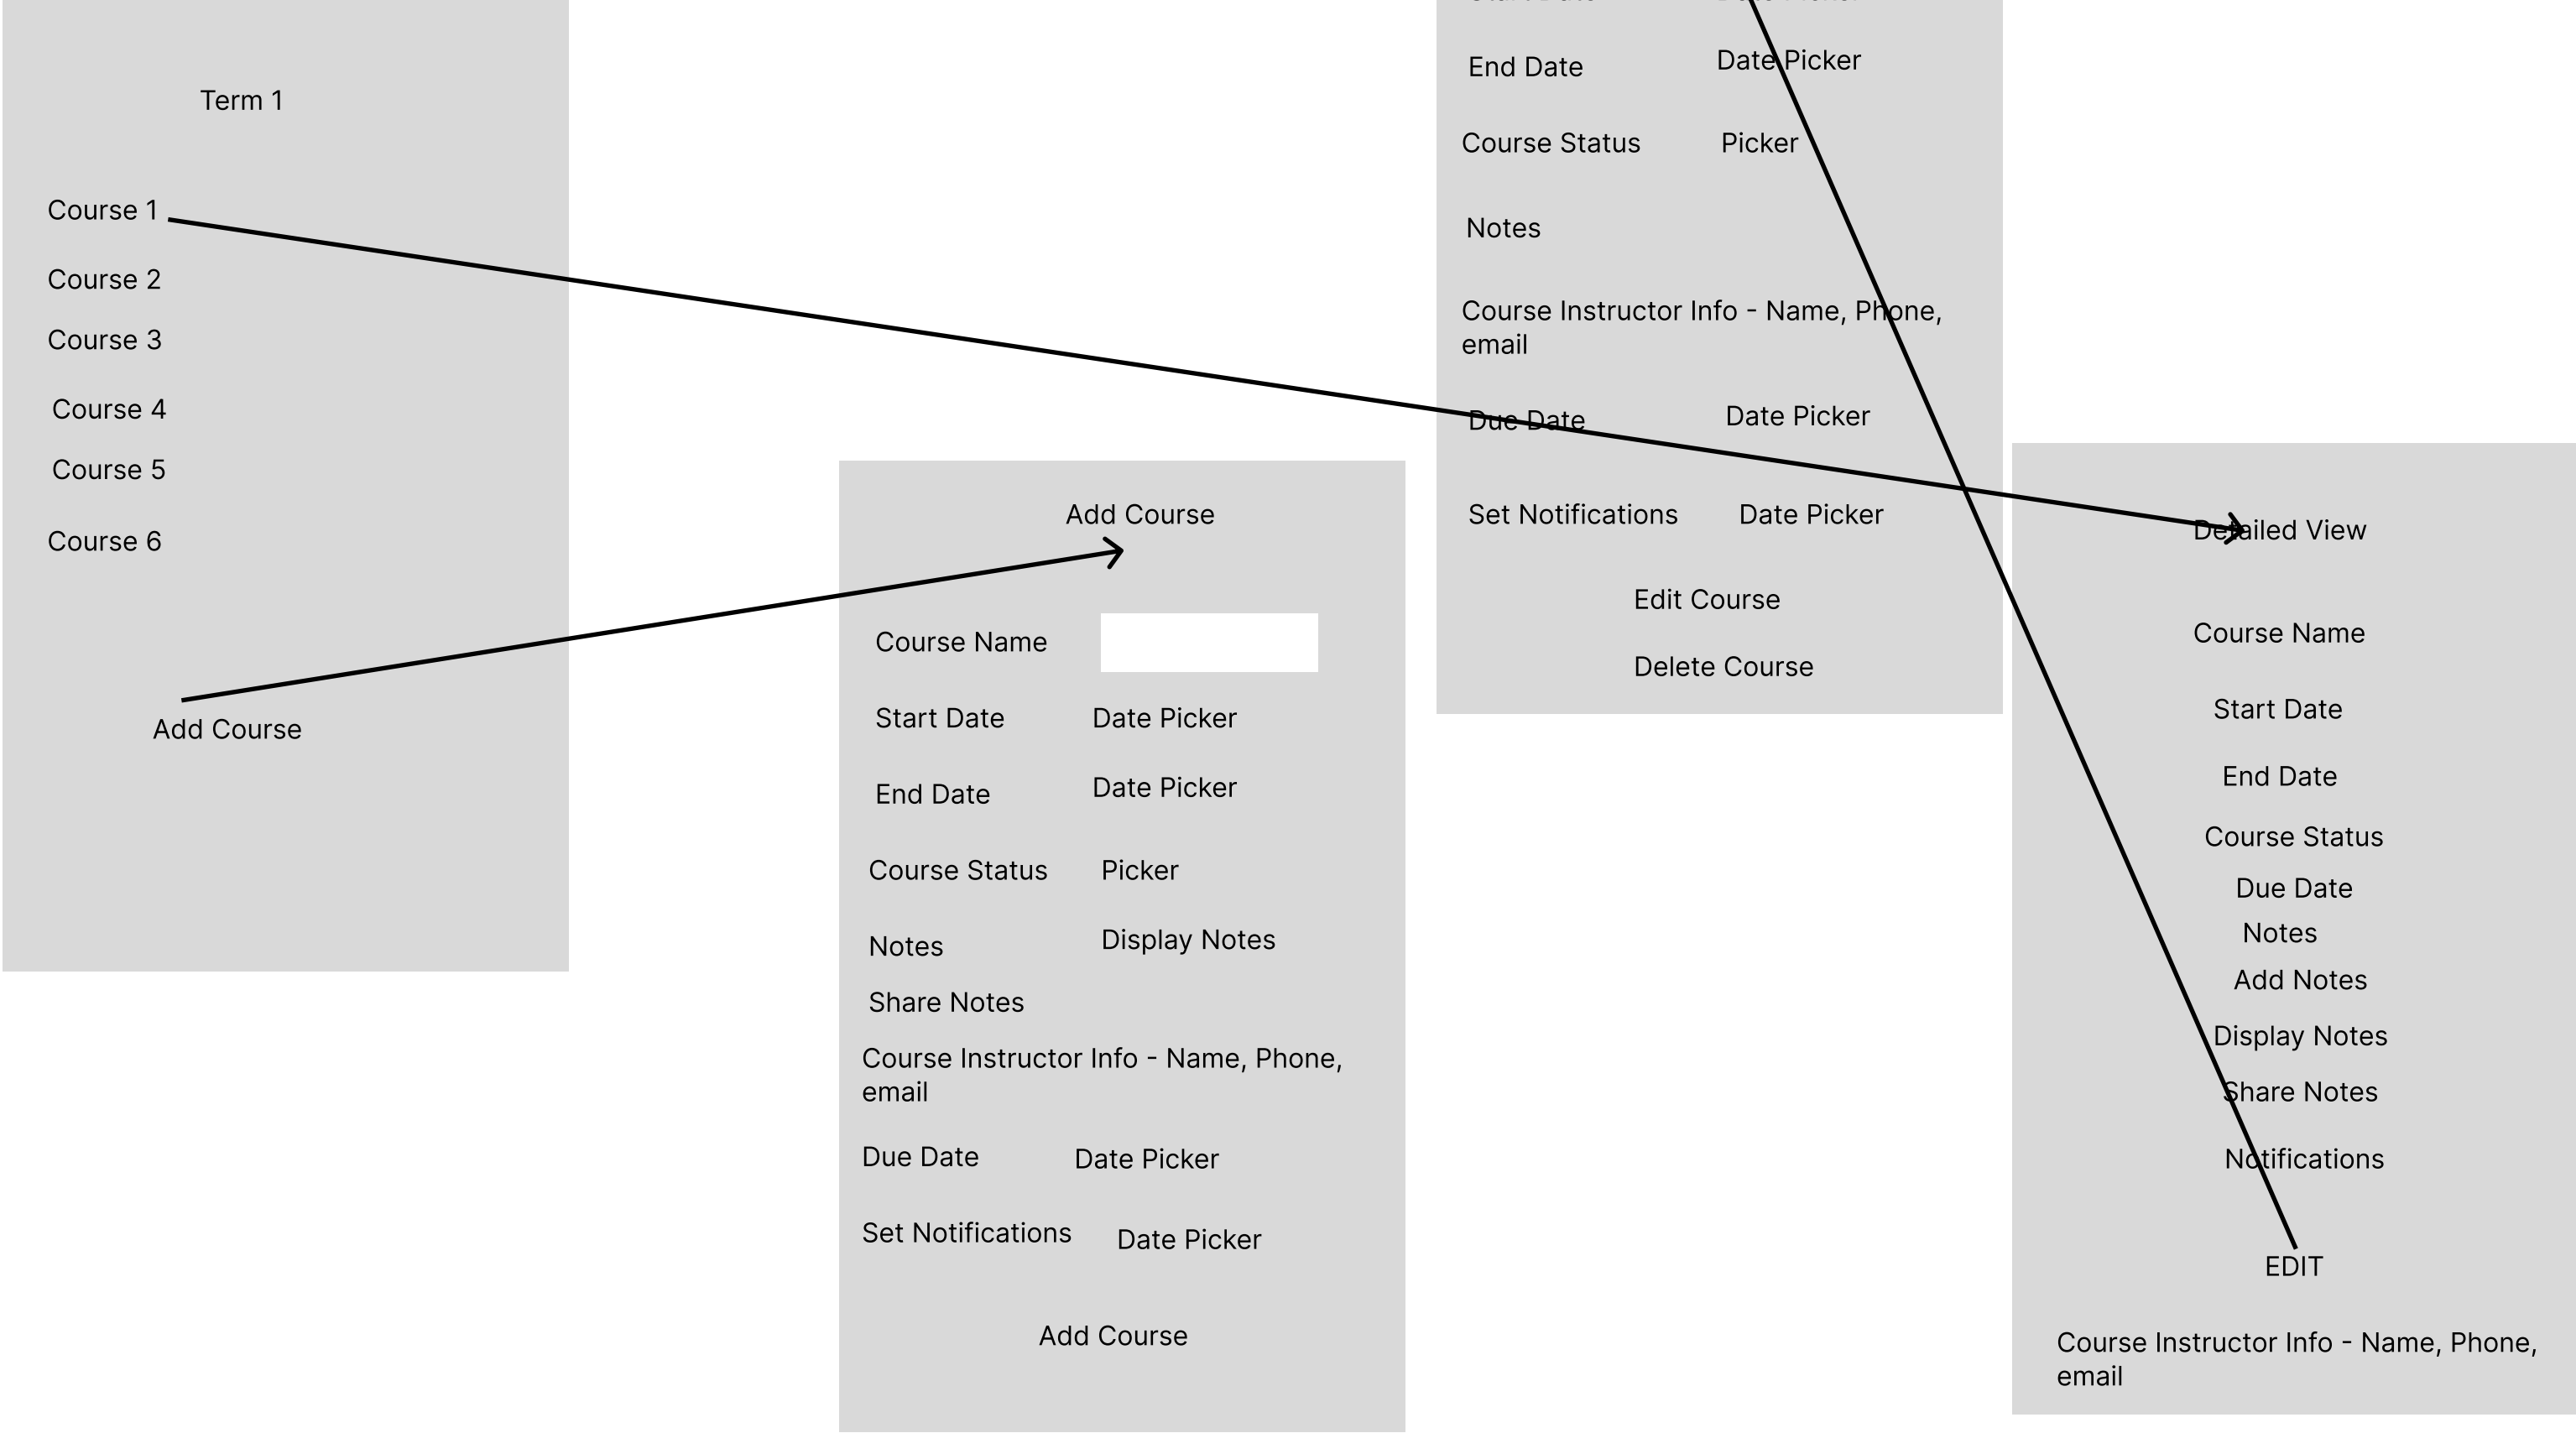 Term 1
Course 1
Course 2
Course 3
Course 4
Course 5
Course 6
Add Course
Add Course
Course Name
Start Date Date Picker
End Date Date Picker
Course Status Picker
Notes Display Notes
Share Notes
Course Instructor Info - Name, Phone,
email
Due Date Date Picker
Set Notifications Date Picker
Add Course
End Date Date Picker
Course Status Picker
Notes
Course Instructor Info - Name, Phone,
email
Due Date Date Picker
Set Notifications Date Picker
Edit Course
Delete Course
Detailed View
Course Name
Start Date
End Date
Course Status
Due Date
Notes
Add Notes
Display Notes
Share Notes
Notifications
EDIT
Course Instructor Info - Name, Phone,
email